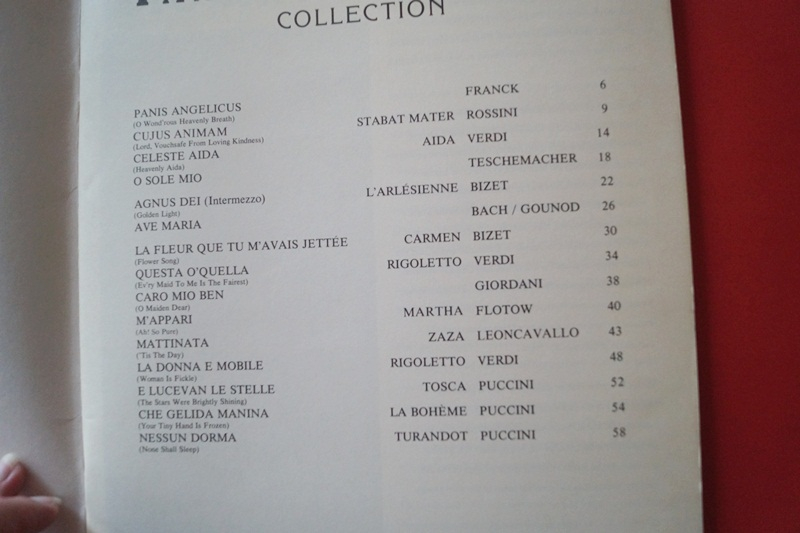 COLLECTION
PANIS ANGELICUS FRANCK 6
(O Wond'rous Heavenly Breath)
CUJUS ANIMAM STABAT MATER ROSSINI 9
(Lord, Vouchsafe From Loving Kindness)
CELESTE AIDA AIDA VERDI 14
(Heavenly Aida)
O SOLE MIO TESCHEMACHER 18
AGNUS DEI (Intermezzo) L'ARLÉSIENNE BIZET 22
(Golden Light)
AVE MARIA BACH / GOUNOD 26
LA FLEUR QUE TU M'AVAIS JETTÉE CARMEN BIZET 30
(Flower Song)
QUESTA O'QUELLA RIGOLETTO VERDI 34
(Ev'ry Maid To Me Is The Fairest)
CARO MIO BEN GIORDANI 38
(O Maiden Dear)
M'APPARI MARTHA FLOTOW 40
(Ah! So Pure)
MATTINATA ZAZA LEONCAVALLO 43
('Tis The Day)
LA DONNA E MOBILE RIGOLETTO VERDI 48
(Woman Is Fickle)
E LUCEVAN LE STELLE TOSCA PUCCINI 52
(The Stars Were Brightly Shining)
CHE GELIDA MANINA LA BOHÈME PUCCINI 54
(Your Tiny Hand Is Frozen)
NESSUN DORMA TURANDOT PUCCINI 58
(None Shall Sleep)